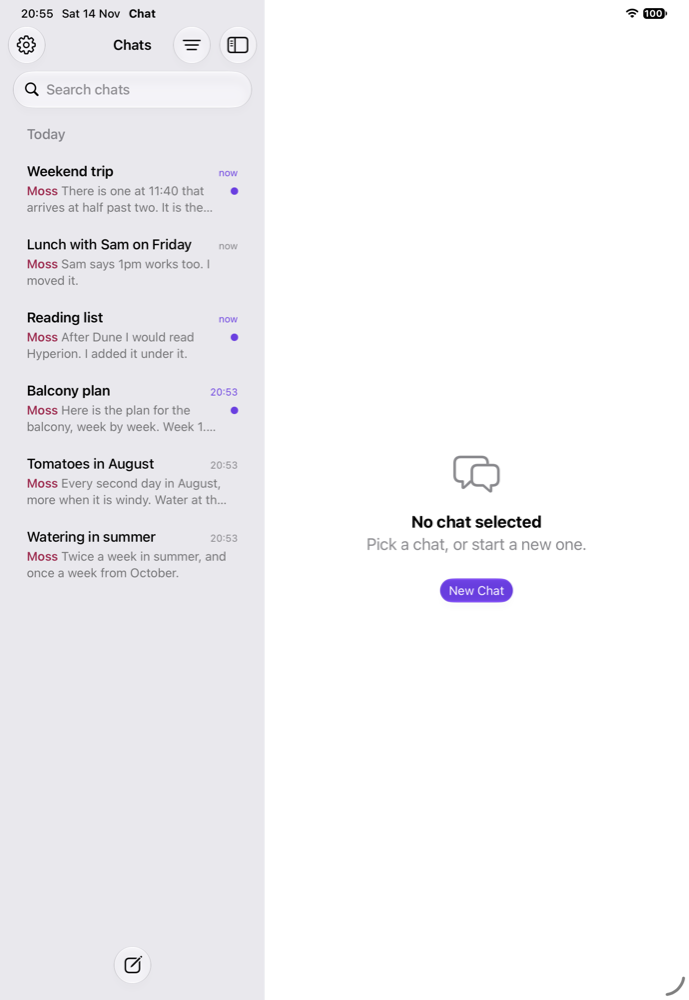 20:55 Sat 14 Nov Chat
100
Chats
Search chats
Today
Weekend trip now
Moss There is one at 11:40 that
arrives at half past two. It is the...
Lunch with Sam on Friday now
Moss Sam says 1pm works too. I
moved it.
Reading list now
Moss After Dune I would read
Hyperion. I added it under it.
Balcony plan 20:53
Moss Here is the plan for the
balcony, week by week. Week 1....
Tomatoes in August 20:53
Moss Every second day in August,
more when it is windy. Water at th...
Watering in summer 20:53
Moss Twice a week in summer, and
once a week from October.
No chat selected
Pick a chat, or start a new one.
New Chat